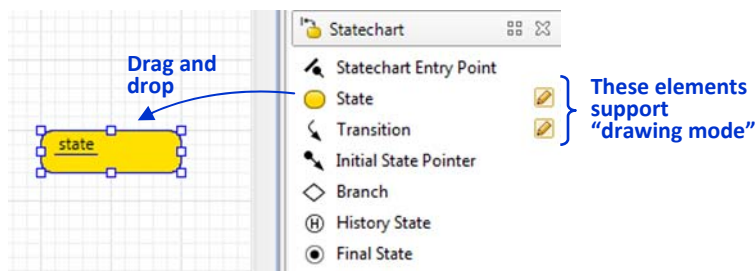 Statechart
Drag and
drop
Statechart Entry Point
State
Transition
Initial State Pointer
Branch
H History State
Final State
These elements
support
“drawing mode”
state